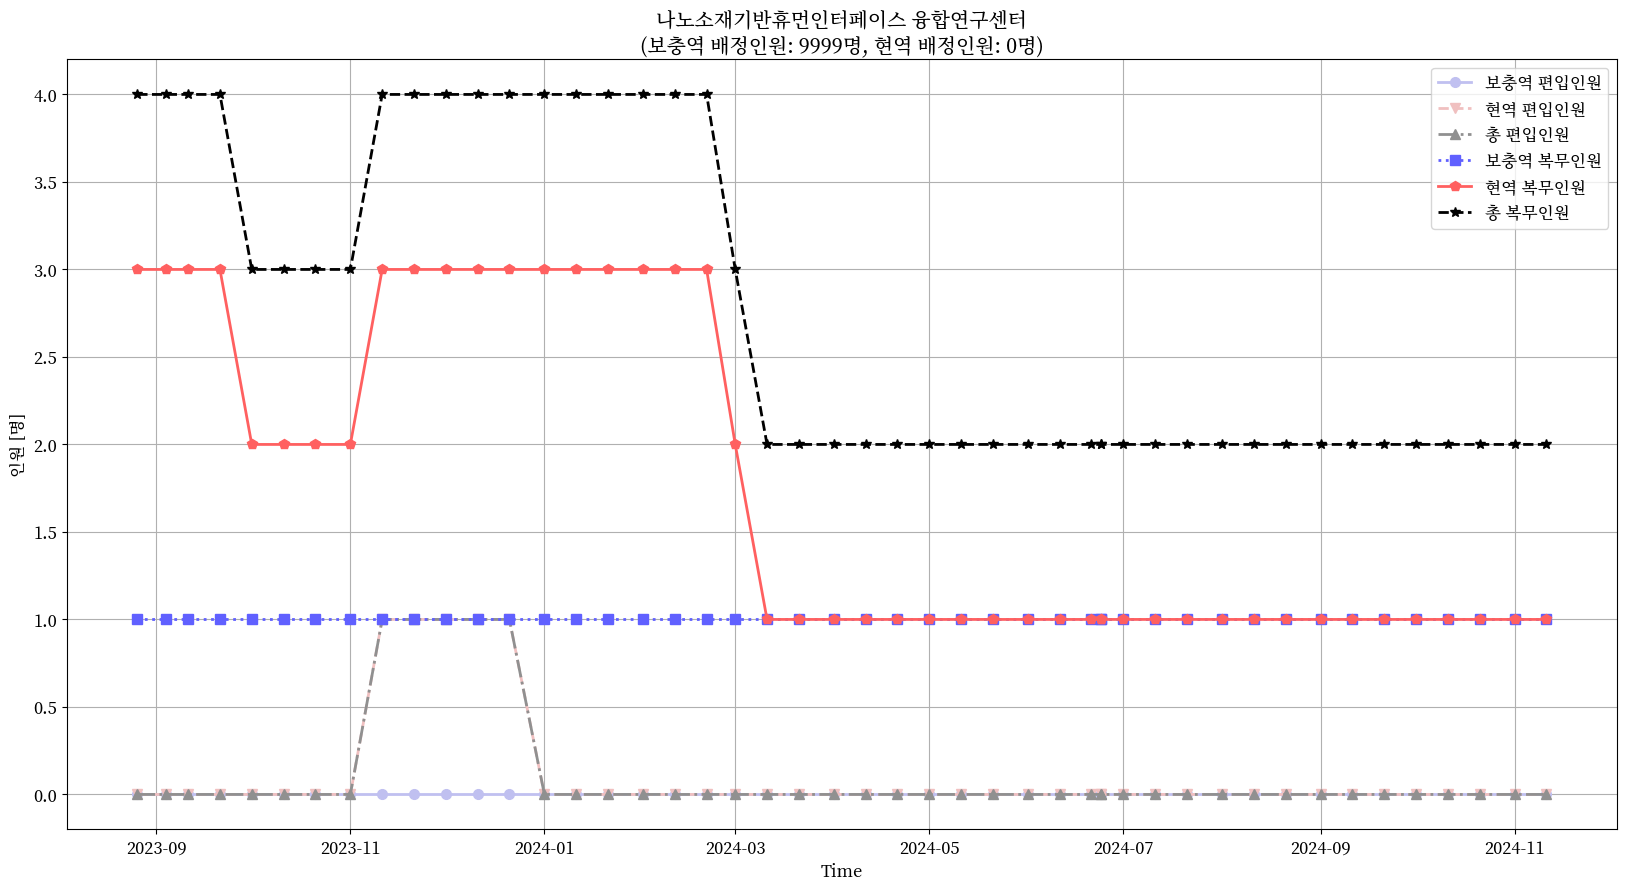 나노소재기반휴먼인터페이스 융합연구센터
(보충역 배정인원: 9999명, 현역 배정인원: 0명)
보충역 편입인원
현역 편입인원
총 편입인원
보충역 복무인원
현역 복무인원
총 복무인원
인원 [명]
4.0
3.5
3.0
2.5
2.0
1.5
1.0
0.5
0.0
2023-09
2023-11
2024-01
2024-03
2024-05
2024-07
2024-09
2024-11
Time